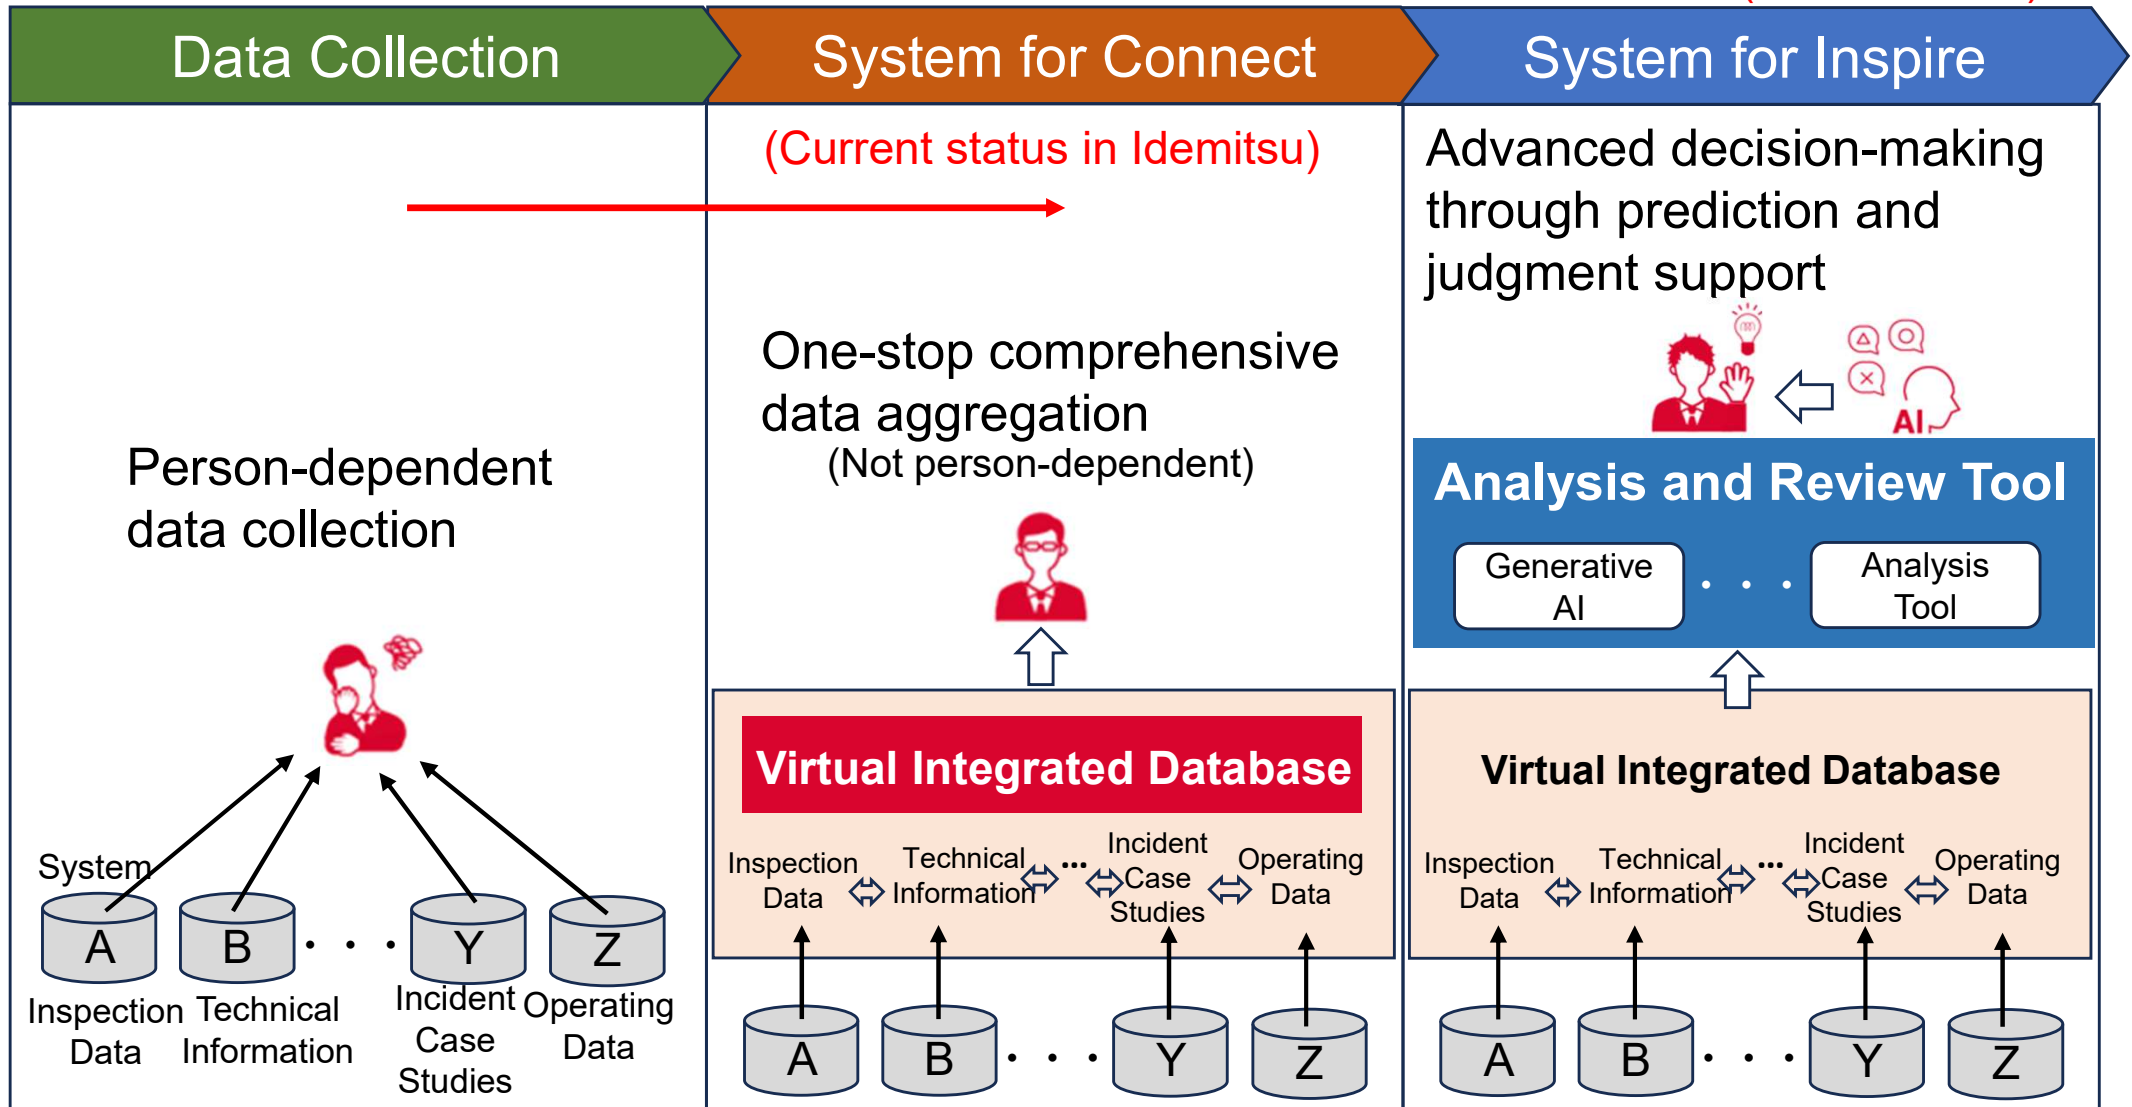 Data Collection
System for Connect
System for Inspire
Person-dependent
data collection
System
A
B
. . .
Y
Z
Inspection
Data
Technical
Information
Incident
Case
Studies
Operating
Data
(Current status in Idemitsu)
One-stop comprehensive
data aggregation
(Not person-dependent)
Virtual Integrated Database
Inspection
Data
Technical
Information
...
Incident
Case
Studies
Operating
Data
A
B
. . .
Y
Z
Advanced decision-making
through prediction and
judgment support
AI
Analysis and Review Tool
Generative
AI
. . .
Analysis
Tool
Virtual Integrated Database
Inspection
Data
Technical
Information
...
Incident
Case
Studies
Operating
Data
A
B
. . .
Y
Z